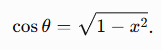 cos θ = √(1 − x²).